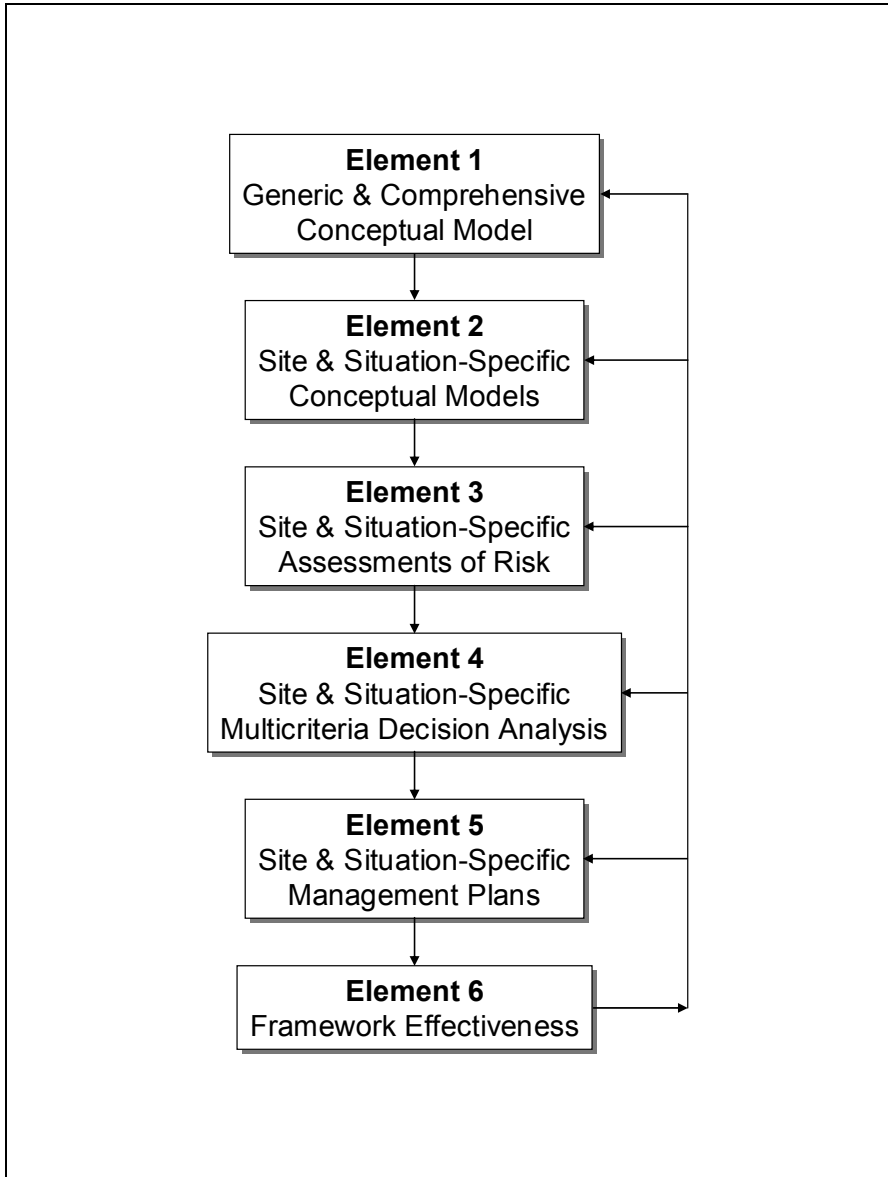 Element 1
Generic & Comprehensive
Conceptual Model
Element 2
Site & Situation-Specific
Conceptual Models
Element 3
Site & Situation-Specific
Assessments of Risk
Element 4
Site & Situation-Specific
Multicriteria Decision Analysis
Element 5
Site & Situation-Specific
Management Plans
Element 6
Framework Effectiveness